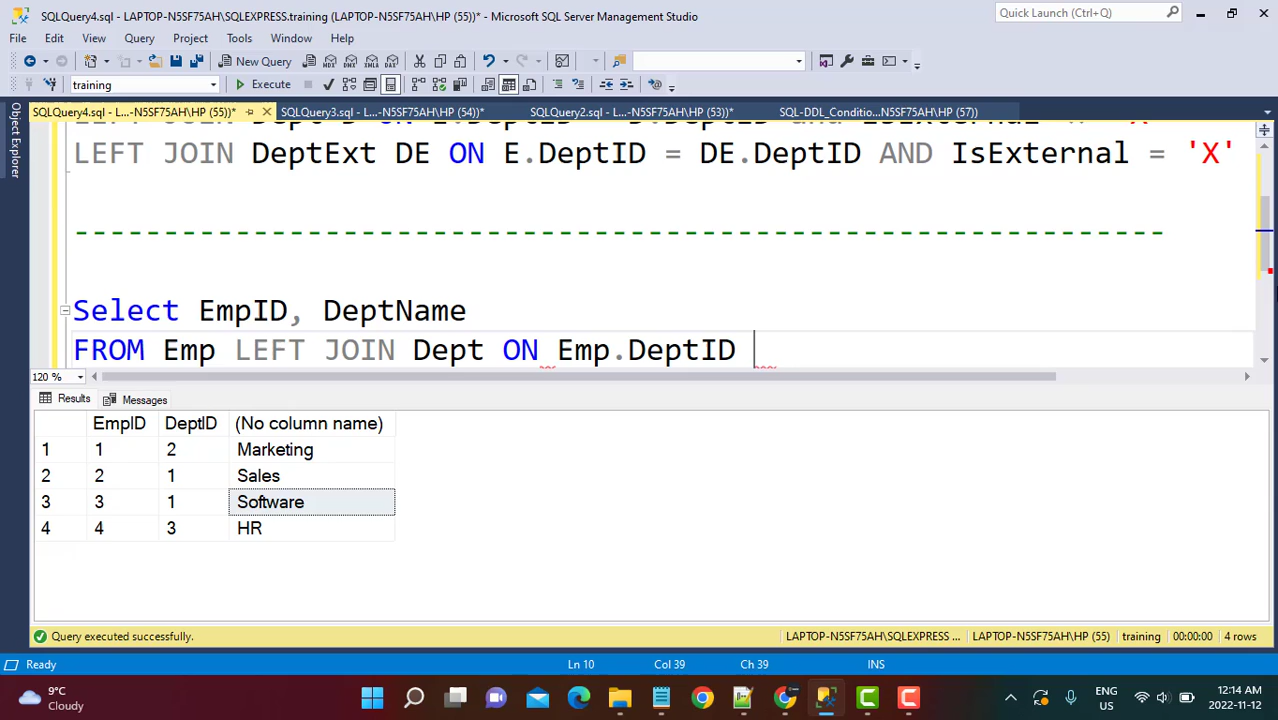 SQLQuery4.sql - LAPTOP-N5SF75AH\SQLEXPRESS.training (LAPTOP-N5SF75AH\HP (55))* - Microsoft SQL Server Management Studio
Quick Launch (Ctrl+Q)
File Edit View Query Project Tools Window Help
New Query
MDX DMX XMLA DAX
training
Execute
SQLQuery4.sql - L...-N5SF75AH\HP (55))* SQLQuery3.sql - L...-N5SF75AH\HP (54))* SQLQuery2.sql - L...-N5SF75AH\HP (53))* SQL-DDL_Conditio...N5SF75AH\HP (57))
Object Explorer
LEFT JOIN DeptExt DE ON E.DeptID = DE.DeptID AND IsExternal = 'X'
-------------------------------------------------------------
Select EmpID, DeptName
FROM Emp LEFT JOIN Dept ON Emp.DeptID
120 %
Results Messages
EmpID DeptID (No column name)
1 1 2 Marketing
2 2 1 Sales
3 3 1 Software
4 4 3 HR
Query executed successfully. LAPTOP-N5SF75AH\SQLEXPRESS ... LAPTOP-N5SF75AH\HP (55) training 00:00:00 4 rows
Ready Ln 10 Col 39 Ch 39 INS
9°C
Cloudy
ENG
US
12:14 AM
2022-11-12